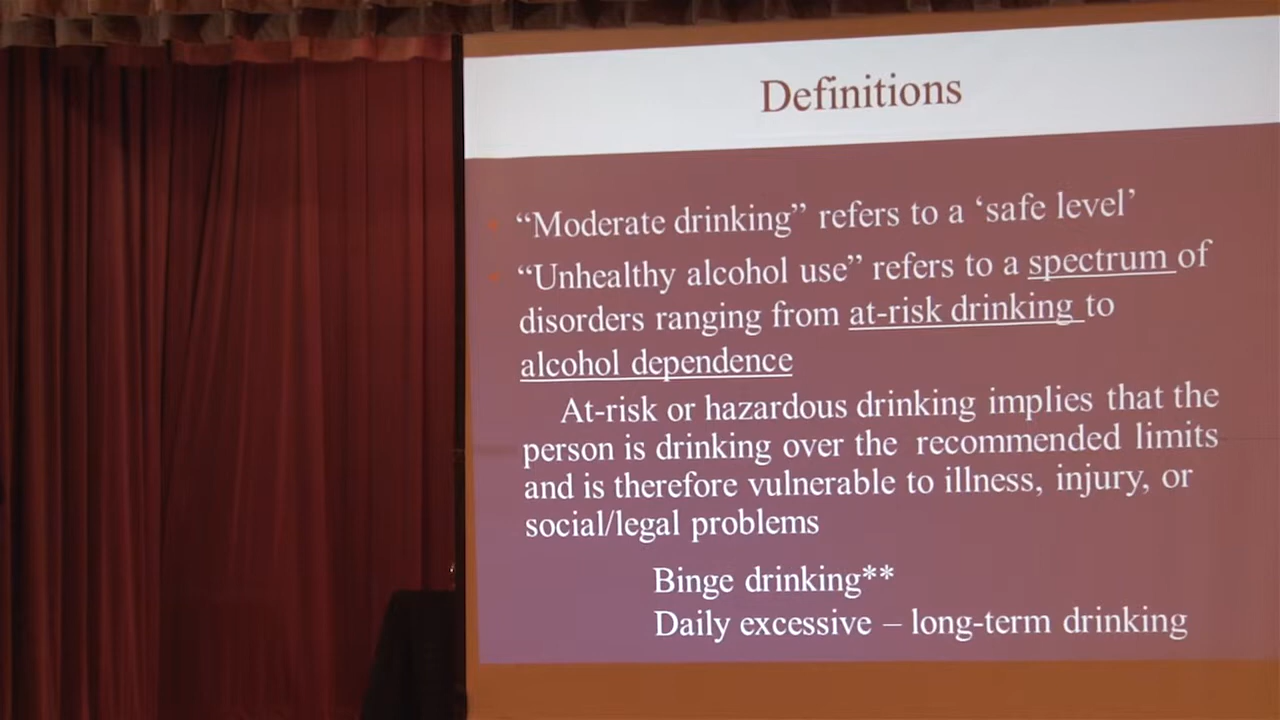 Definitions
“Moderate drinking” refers to a ‘safe level’
“Unhealthy alcohol use” refers to a spectrum of
disorders ranging from at-risk drinking to
alcohol dependence
At-risk or hazardous drinking implies that the
person is drinking over the recommended limits
and is therefore vulnerable to illness, injury, or
social/legal problems
Binge drinking**
Daily excessive – long-term drinking